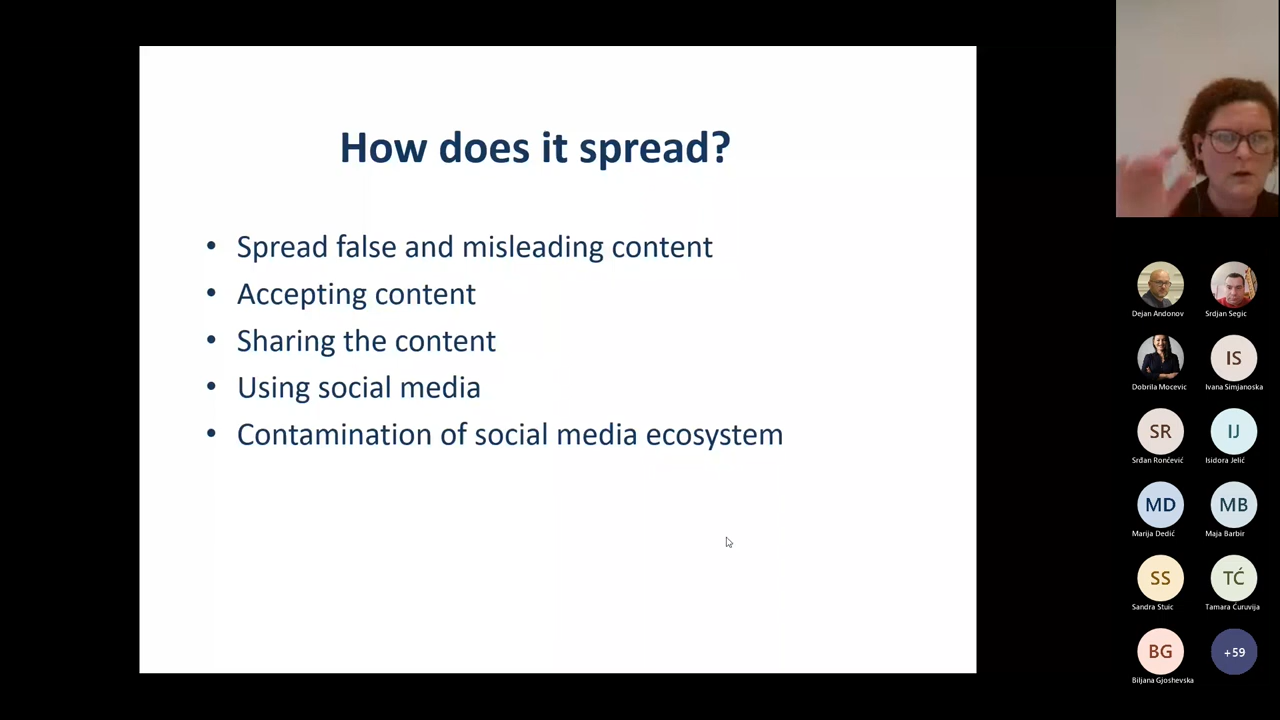 How does it spread?
• Spread false and misleading content
• Accepting content
• Sharing the content
• Using social media
• Contamination of social media ecosystem
Dejan Andonov
Srdjan Segic
Dobrila Mocevic
IS
Ivana Simjanoska
SR
Srđan Rončević
IJ
Isidora Jelić
MD
Marija Dedić
MB
Maja Barbir
SS
Sandra Stuic
TĆ
Tamara Ćuruvija
BG
Biljana Gjoshevska
+59